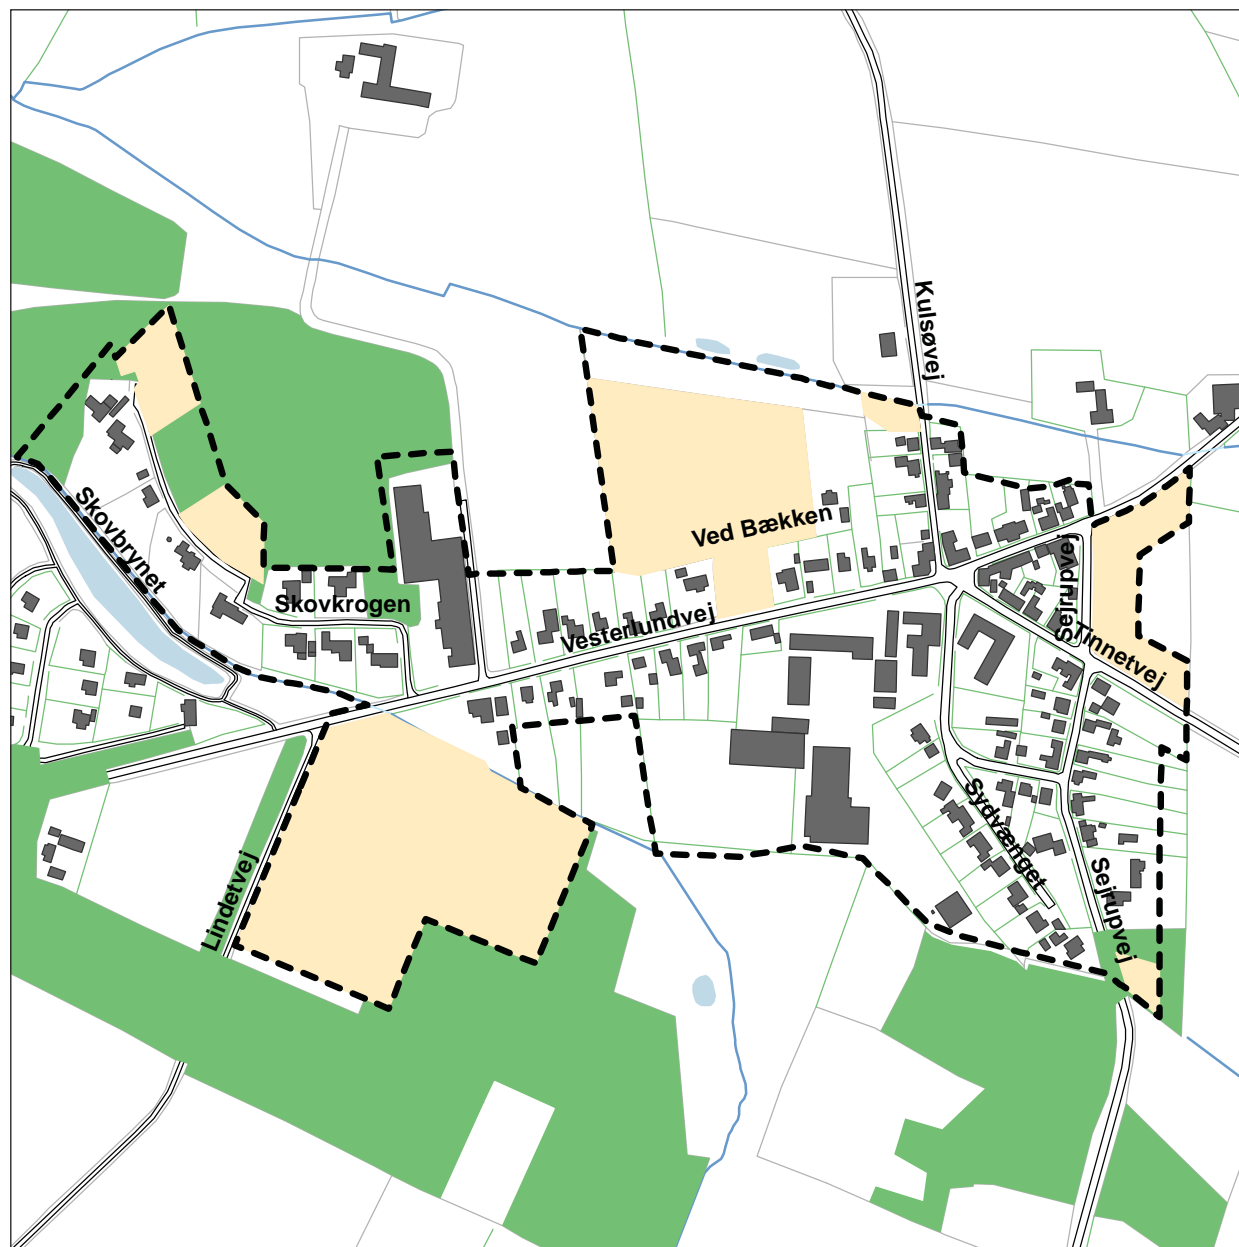 Kulsøvej
Skovbrynet
Ved Bækken
Sejrupvej
Skovkrogen
Vesterlundvej
Tinnetvej
Sydvænget
Lindetvej
Sejrupvej